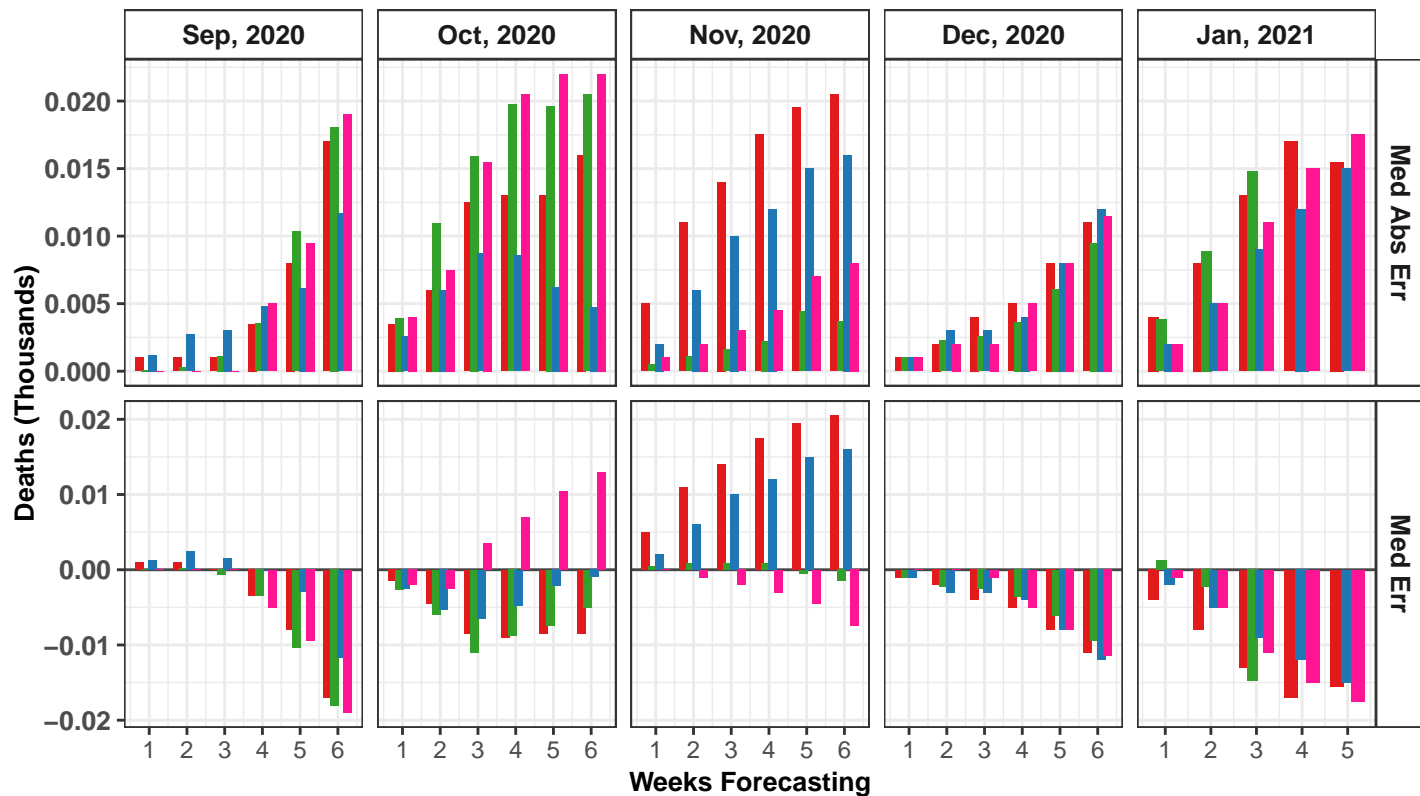 Sep, 2020
Oct, 2020
Nov, 2020
Dec, 2020
Jan, 2021
Deaths (Thousands)
0.020
0.015
0.010
0.005
0.000
Med Abs Err
0.02
0.01
0.00
−0.01
−0.02
Med Err
1 2 3 4 5 6
1 2 3 4 5 6
1 2 3 4 5 6
1 2 3 4 5 6
1 2 3 4 5
Weeks Forecasting